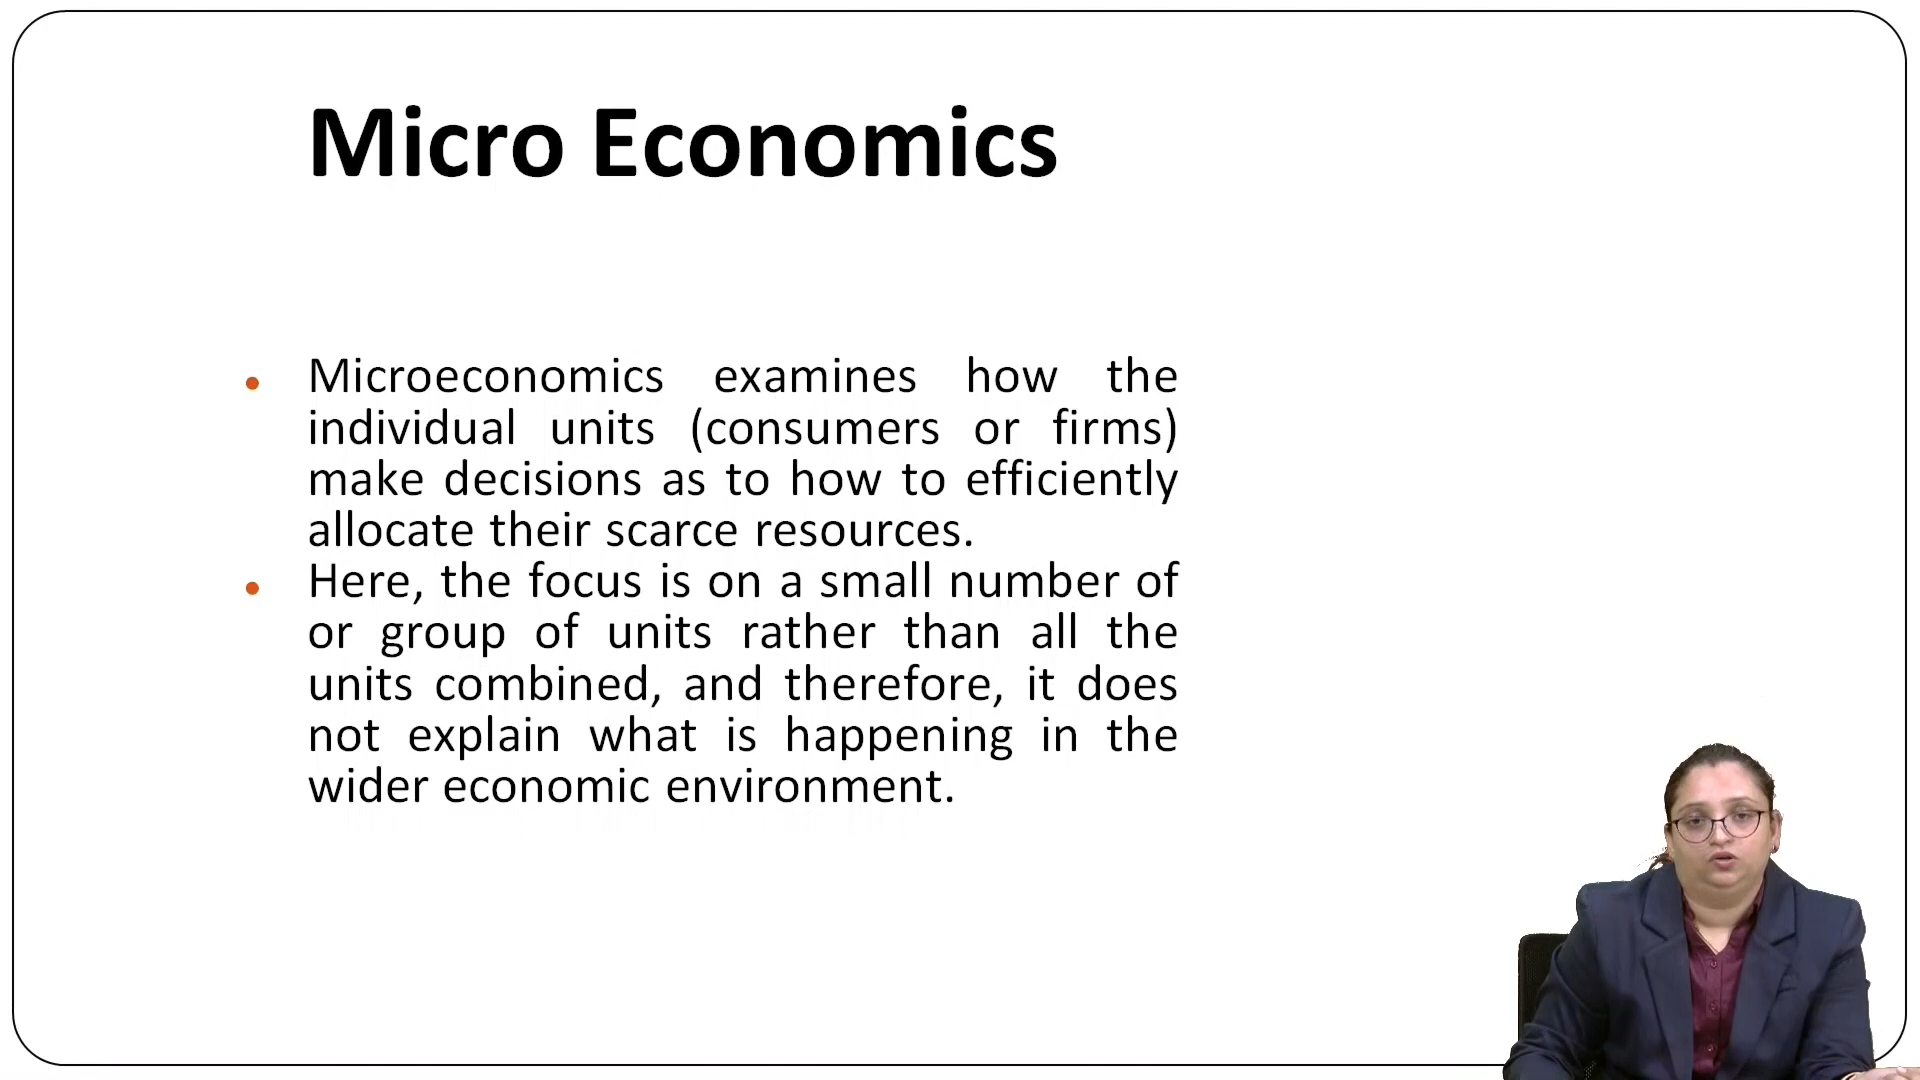 Micro Economics
Microeconomics examines how the
individual units (consumers or firms)
make decisions as to how to efficiently
allocate their scarce resources.
Here, the focus is on a small number of
or group of units rather than all the
units combined, and therefore, it does
not explain what is happening in the
wider economic environment.